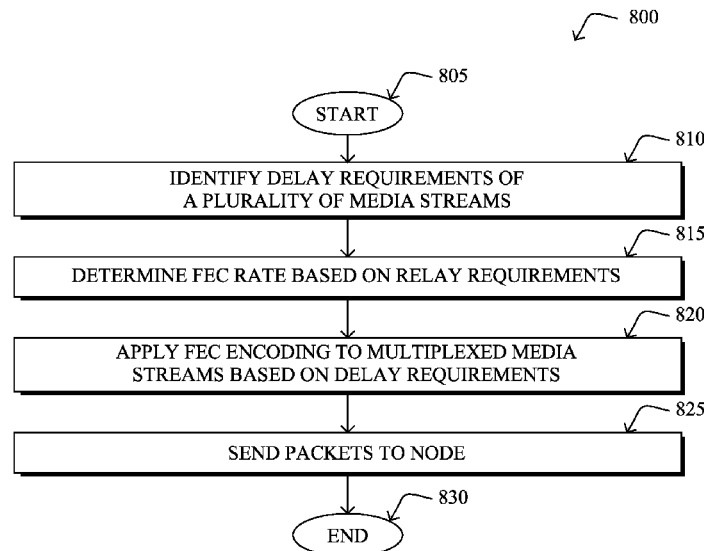 800
805
START
810
IDENTIFY DELAY REQUIREMENTS OF
A PLURALITY OF MEDIA STREAMS
815
DETERMINE FEC RATE BASED ON RELAY REQUIREMENTS
820
APPLY FEC ENCODING TO MULTIPLEXED MEDIA
STREAMS BASED ON DELAY REQUIREMENTS
825
SEND PACKETS TO NODE
830
END